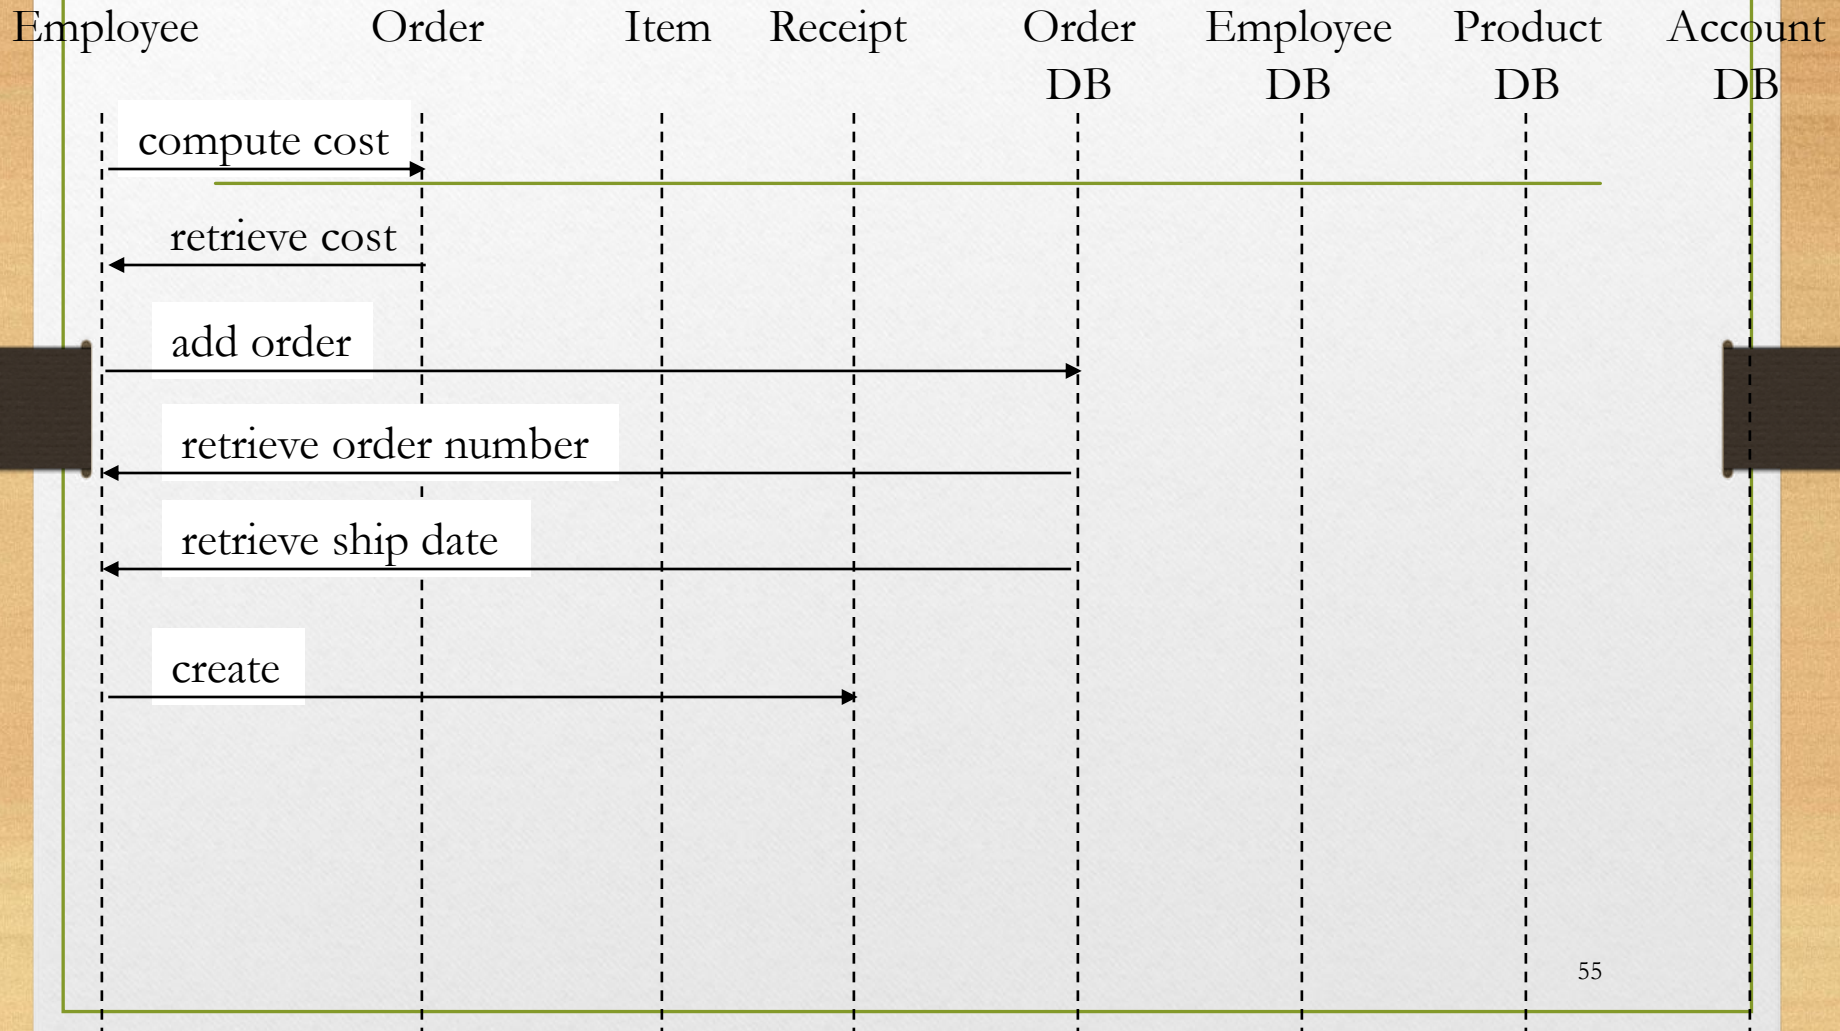 Employee Order Item Receipt Order Employee Product Account
DB DB DB DB
compute cost
retrieve cost
add order
retrieve order number
retrieve ship date
create
55